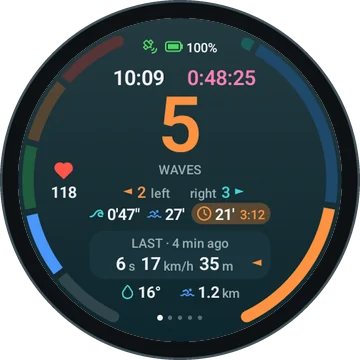 100%
10:09 0:48:25
5
WAVES
2 left right 3
118
0'47" 27' 21' 3:12
LAST · 4 min ago
6 s 17 km/h 35 m
16° 1.2 km